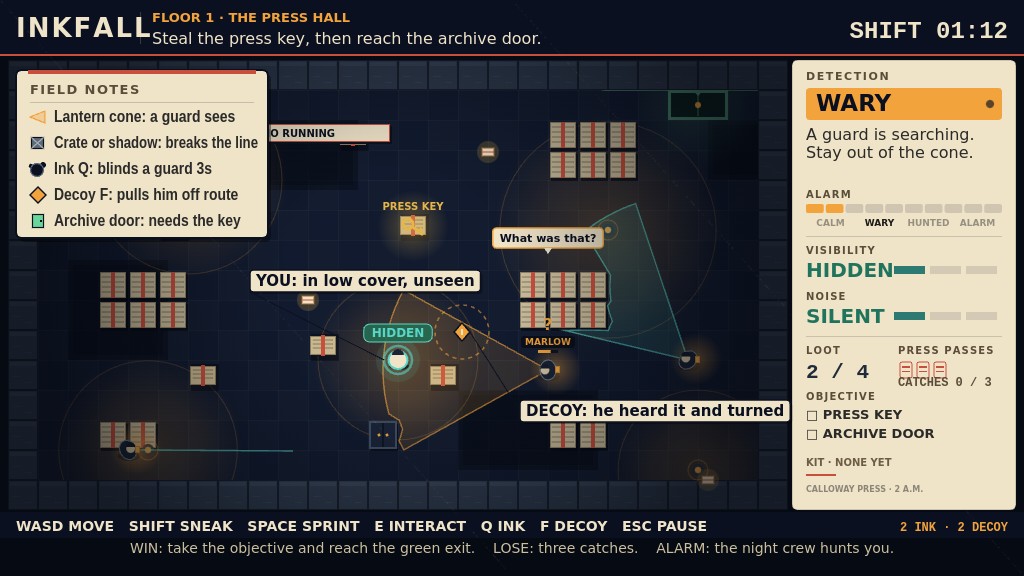 INKFALL
FLOOR 1 · THE PRESS HALL
Steal the press key, then reach the archive door.
SHIFT 01:12
FIELD NOTES
Lantern cone: a guard sees
Crate or shadow: breaks the line
Ink Q: blinds a guard 3s
Decoy F: pulls him off route
Archive door: needs the key
O RUNNING
PRESS KEY
What was that?
YOU: in low cover, unseen
HIDDEN
!
?
MARLOW
DECOY: he heard it and turned
DETECTION
WARY
A guard is searching.
Stay out of the cone.
ALARM
CALM WARY HUNTED ALARM
VISIBILITY
HIDDEN
NOISE
SILENT
LOOT PRESS PASSES
2 / 4
CATCHES 0 / 3
OBJECTIVE
□ PRESS KEY
□ ARCHIVE DOOR
KIT · NONE YET
CALLOWAY PRESS · 2 A.M.
WASD MOVE SHIFT SNEAK SPACE SPRINT E INTERACT Q INK F DECOY ESC PAUSE
2 INK · 2 DECOY
WIN: take the objective and reach the green exit. LOSE: three catches. ALARM: the night crew hunts you.